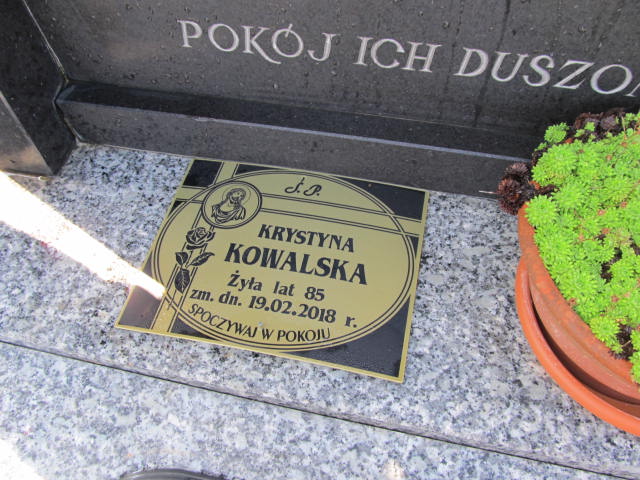 POKÓJ ICH DUSZOM
Ś.P.
KRYSTYNA
KOWALSKA
Żyła lat 85
zm. dn. 19.02.2018 r.
SPOCZYWAJ W POKOJU